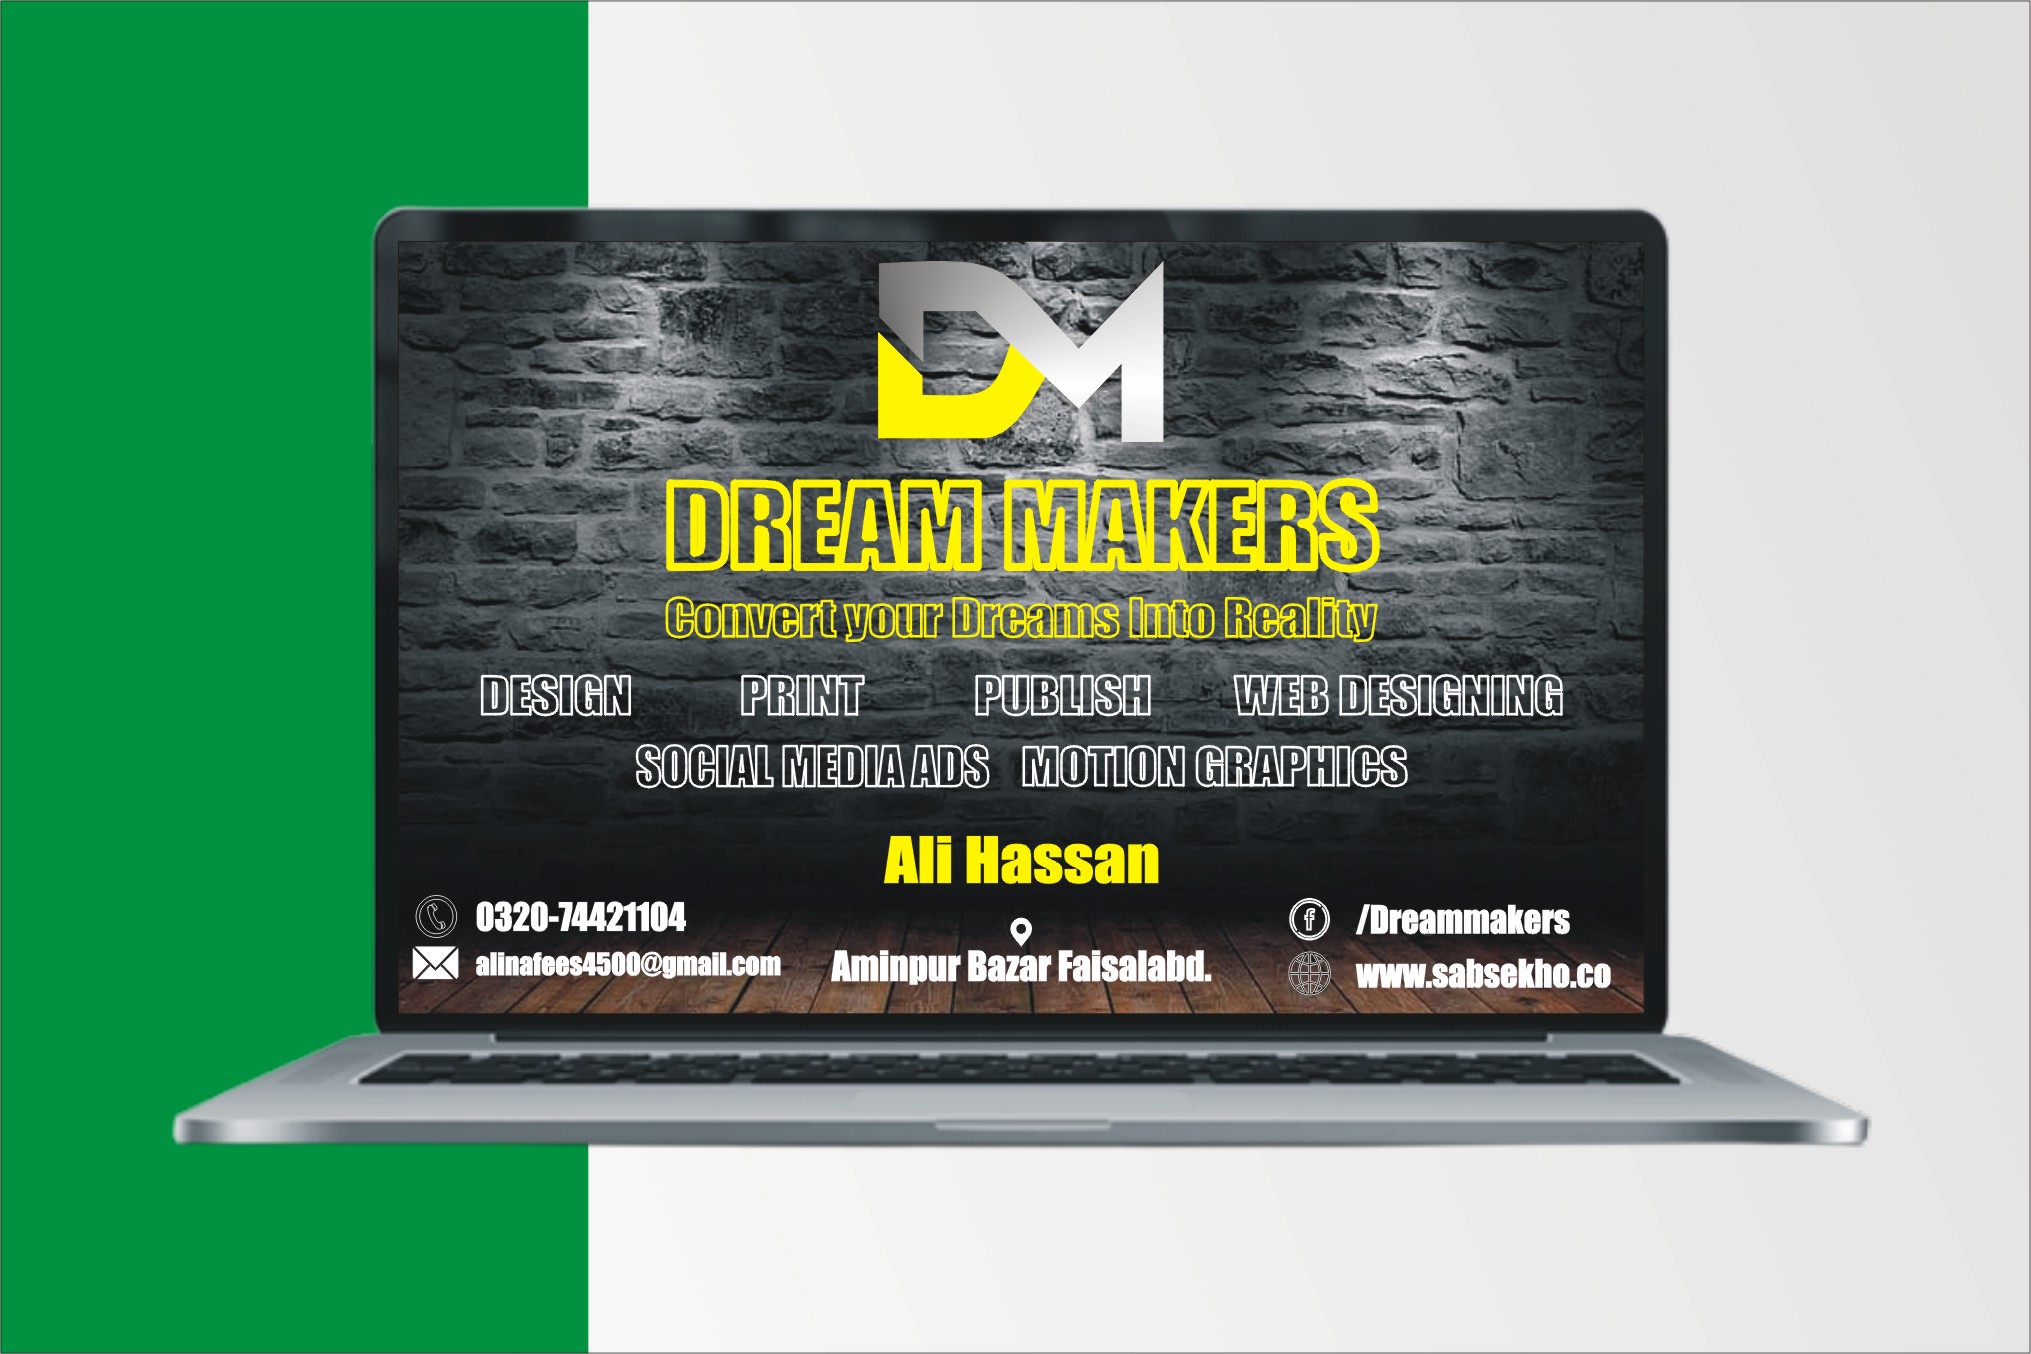 DM
DREAM MAKERS
Convert your Dreams Into Reality
DESIGN PRINT PUBLISH WEB DESIGNING
SOCIAL MEDIA ADS MOTION GRAPHICS
Ali Hassan
0320-74421104
alinafees4500@gmail.com
Aminpur Bazar Faisalabd.
/Dreammakers
www.sabsekho.co